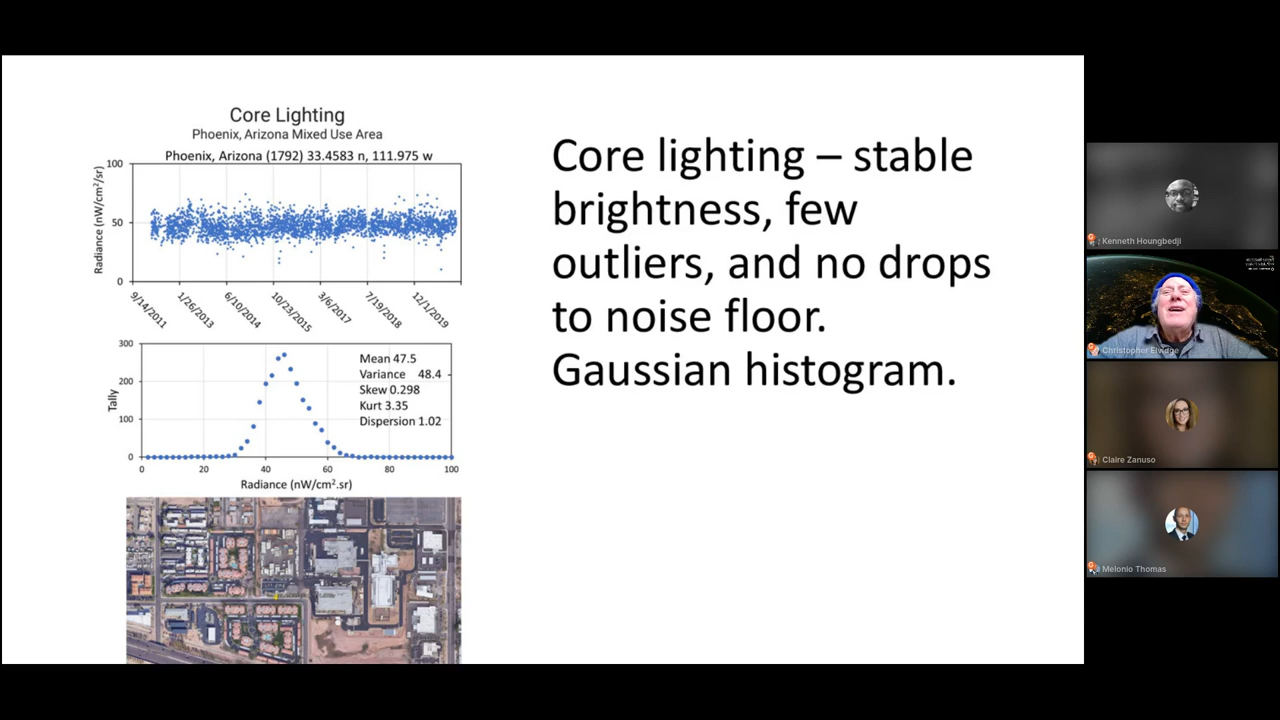 Core Lighting
Phoenix, Arizona Mixed Use Area
Phoenix, Arizona (1792) 33.4583 n, 111.975 w
100
50
0
Radiance (nW/cm²/sr)
9/14/2011
1/26/2013
6/10/2014
10/23/2015
3/6/2017
7/19/2018
12/1/2019
300
200
100
0
Tally
Mean 47.5
Variance 48.4
Skew 0.298
Kurt 3.35
Dispersion 1.02
0 20 40 60 80 100
Radiance (nW/cm².sr)
Core lighting – stable
brightness, few
outliers, and no drops
to noise floor.
Gaussian histogram.
Kenneth Houngbedji
Christopher Elvidge
Claire Zanuso
Melonio Thomas